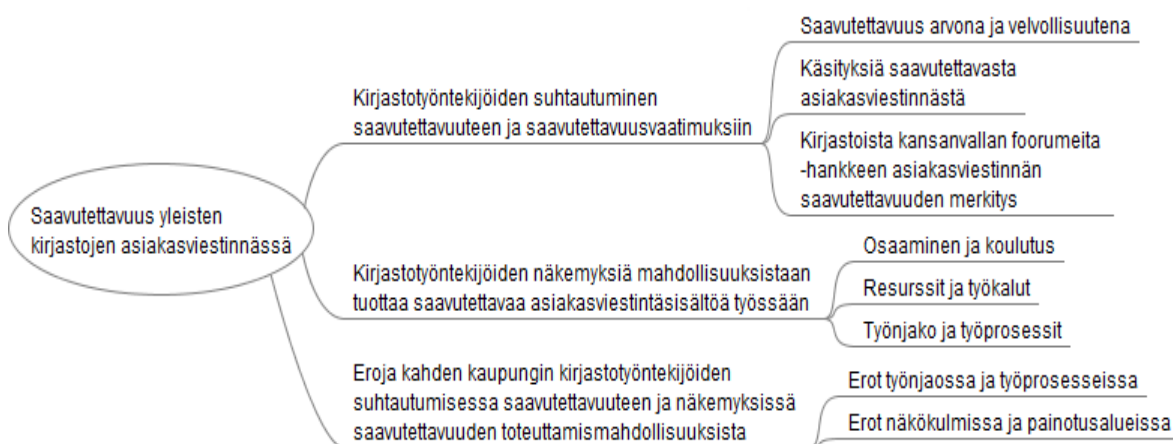 Saavutettavuus yleisten
kirjastojen asiakasviestinnässä
Kirjastotyöntekijöiden suhtautuminen
saavutettavuuteen ja saavutettavuusvaatimuksiin
Saavutettavuus arvona ja velvollisuutena
Käsityksiä saavutettavasta
asiakasviestinnästä
Kirjastoista kansanvallan foorumeita
-hankkeen asiakasviestinnän
saavutettavuuden merkitys
Kirjastotyöntekijöiden näkemyksiä mahdollisuuksistaan
tuottaa saavutettavaa asiakasviestintäsisältöä työssään
Osaaminen ja koulutus
Resurssit ja työkalut
Työnjako ja työprosessit
Eroja kahden kaupungin kirjastotyöntekijöiden
suhtautumisessa saavutettavuuteen ja näkemyksissä
saavutettavuuden toteuttamismahdollisuuksista
Erot työnjaossa ja työprosesseissa
Erot näkökulmissa ja painotusalueissa